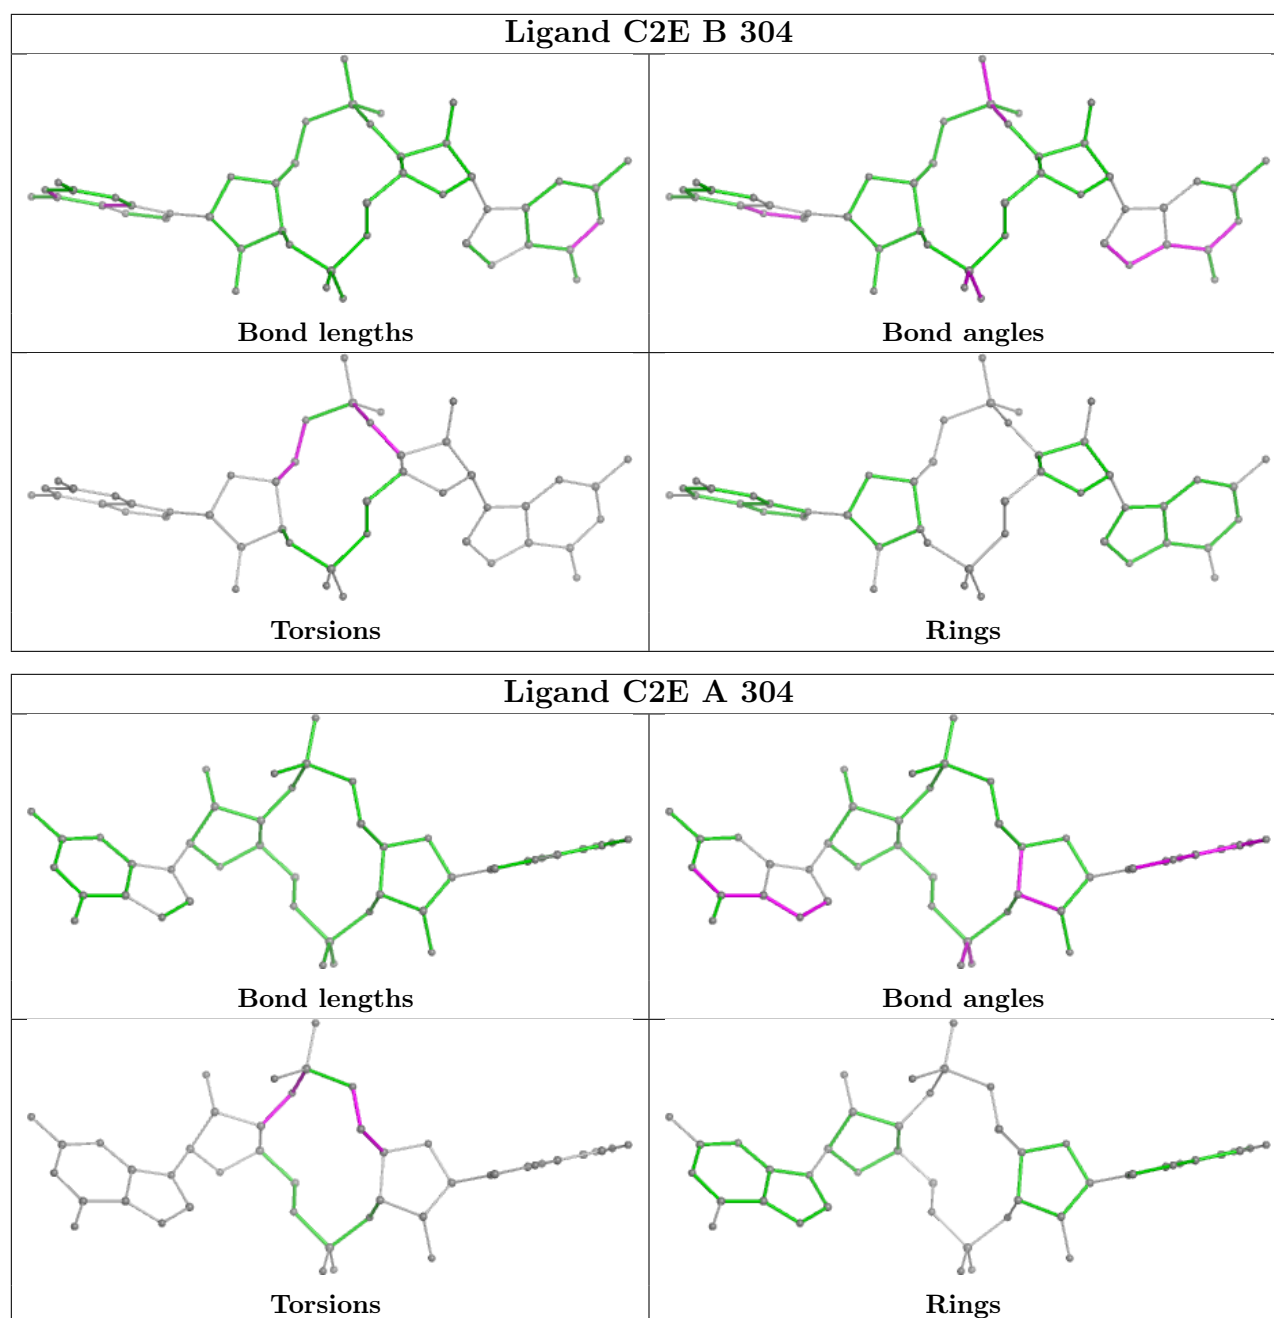 Ligand C2E B 304
Bond lengths
Bond angles
Torsions
Rings
Ligand C2E A 304
Bond lengths
Bond angles
Torsions
Rings